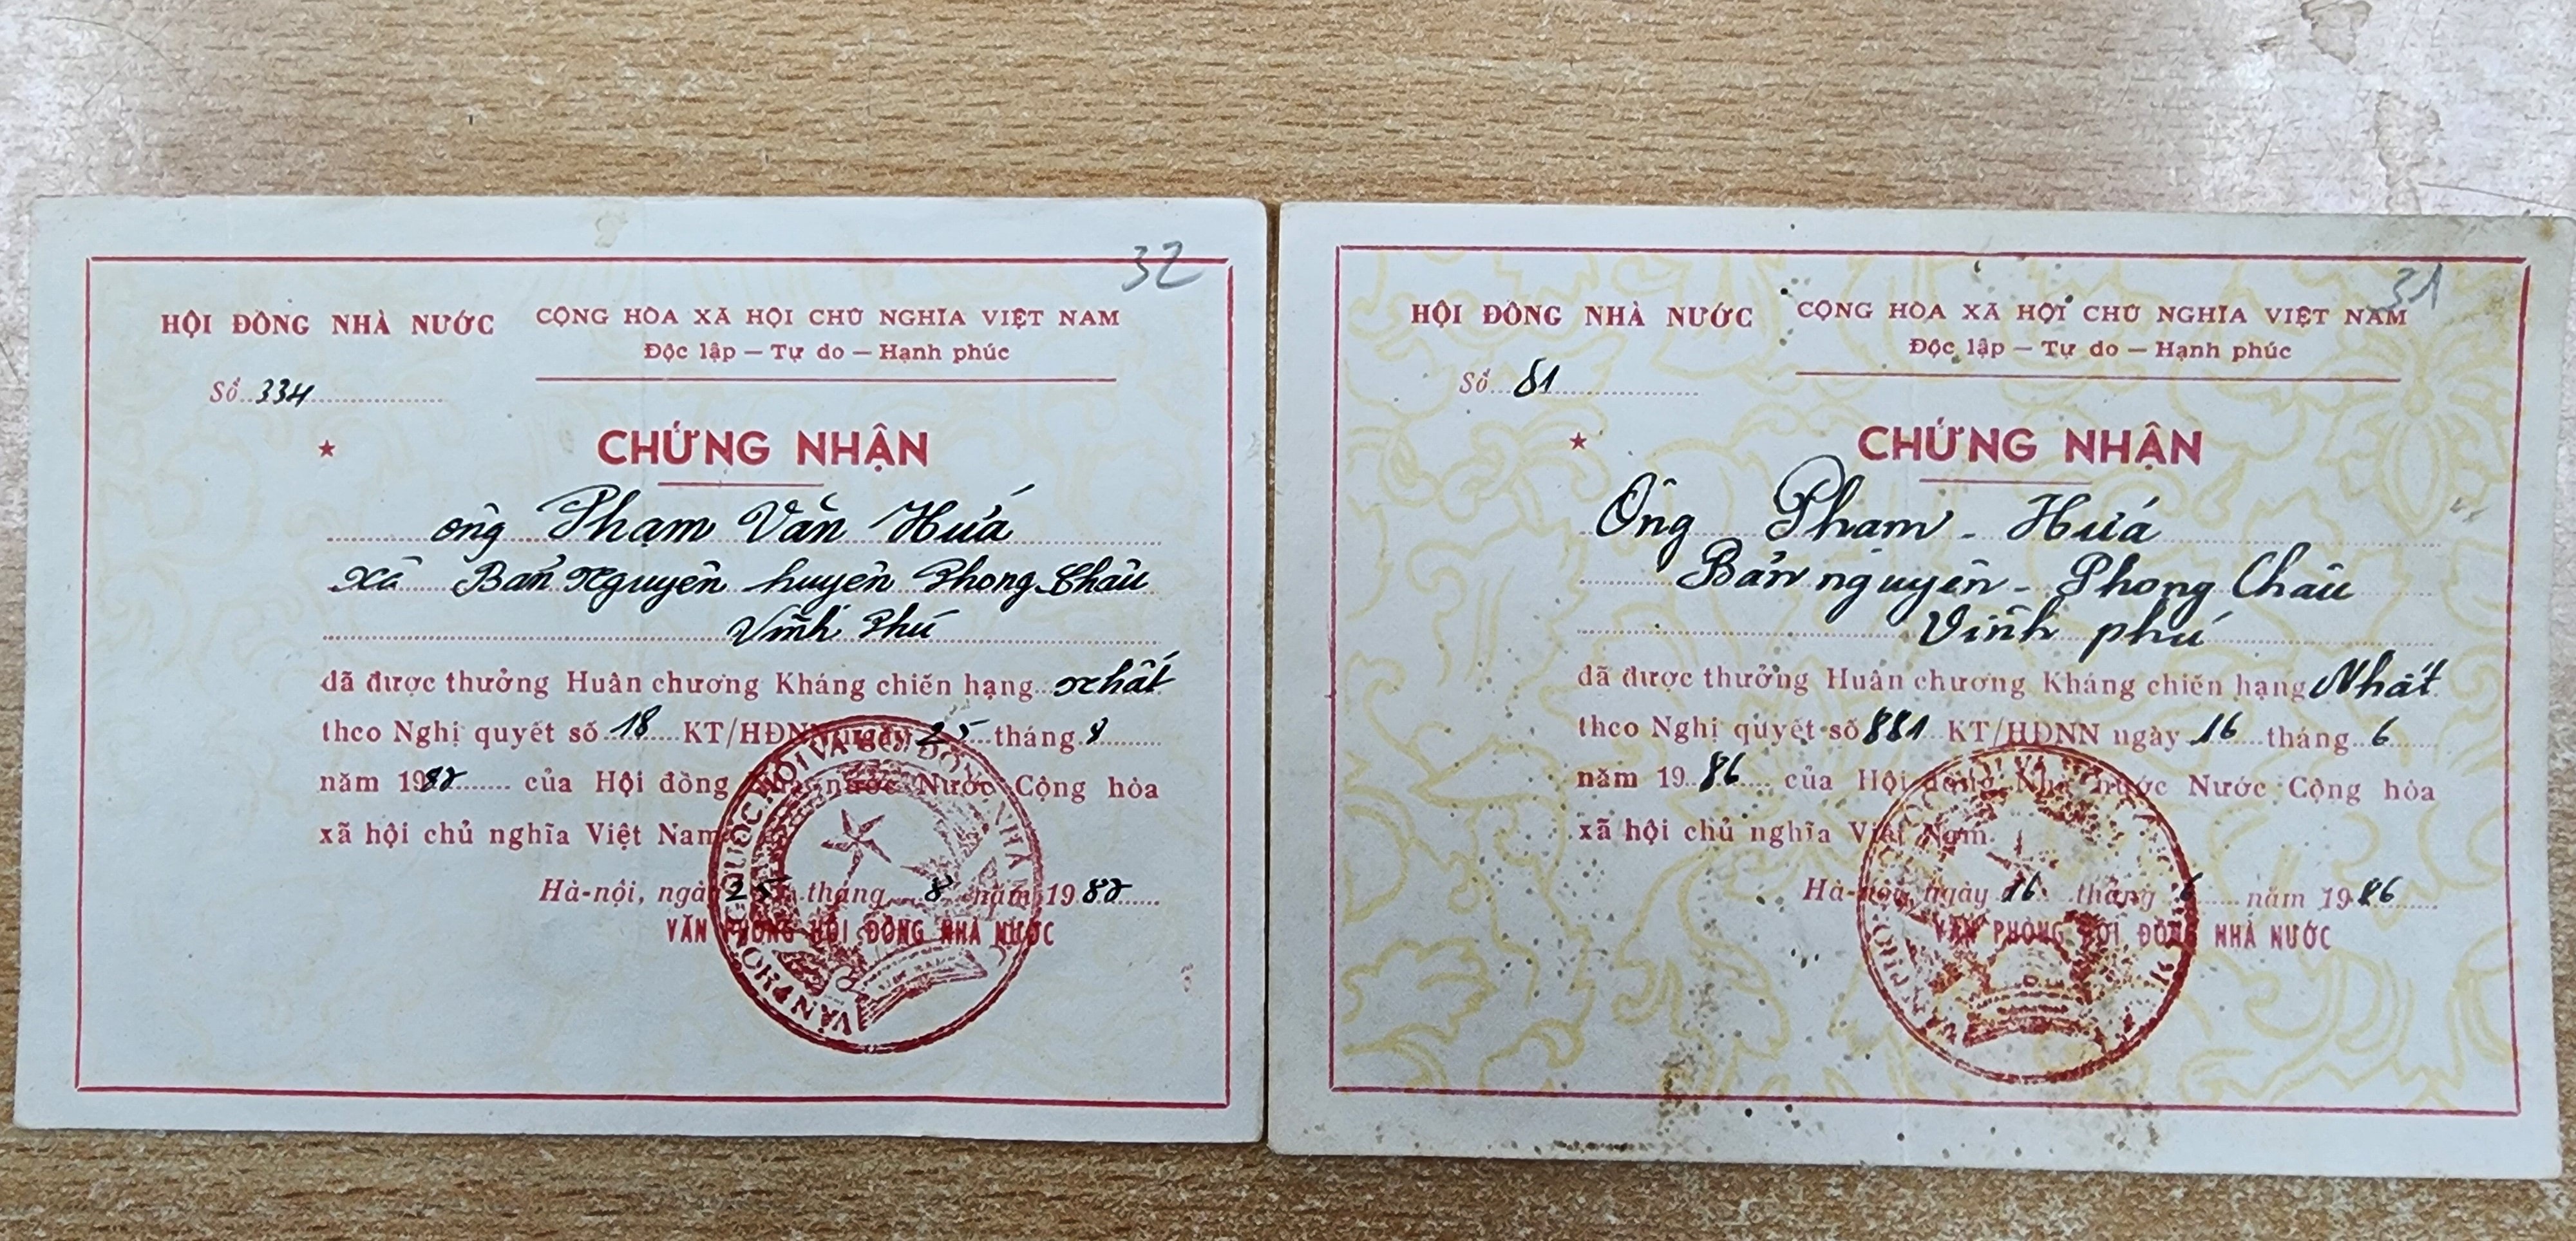 32
HỘI ĐỒNG NHÀ NƯỚC
CỘNG HÒA XÃ HỘI CHỦ NGHĨA VIỆT NAM
Độc lập — Tự do — Hạnh phúc
Số 334
CHỨNG NHẬN
ông Phạm Văn Hứa
xã Bản Nguyên huyện Phong Châu
Vĩnh Phú
đã được thưởng Huân chương Kháng chiến hạng nhất
theo Nghị quyết số 18 KT/HĐNN ngày 25 tháng 8
năm 1982 của Hội đồng Nhà nước Nước Cộng hòa
xã hội chủ nghĩa Việt Nam
Hà-nội, ngày 25 tháng 8 năm 1982
VĂN PHÒNG HỘI ĐỒNG NHÀ NƯỚC
31
HỘI ĐỒNG NHÀ NƯỚC
CỘNG HÒA XÃ HỘI CHỦ NGHĨA VIỆT NAM
Độc lập — Tự do — Hạnh phúc
Số 81
CHỨNG NHẬN
Ông Phạm - Hứa
Bản nguyên - Phong Châu
Vĩnh phú
đã được thưởng Huân chương Kháng chiến hạng Nhất
theo Nghị quyết số 881 KT/HĐNN ngày 16 tháng 6
năm 1986 của Hội đồng Nhà nước Nước Cộng hòa
xã hội chủ nghĩa Việt Nam.
Hà-nội, ngày 16 tháng 6 năm 1986
VĂN PHÒNG HỘI ĐỒNG NHÀ NƯỚC